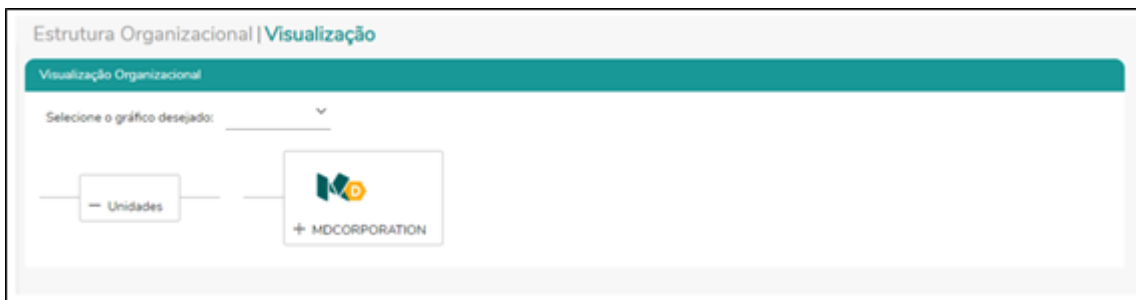 Estrutura Organizacional | Visualização
Visualização Organizacional
Selecione o gráfico desejado:
D
— Unidades
+ MDCORPORATION